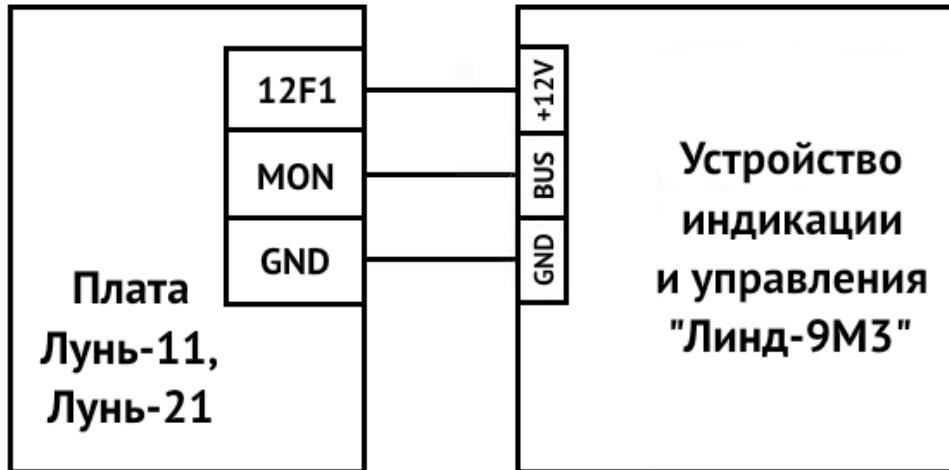 12F1
MON
GND
Плата
Лунь-11,
Лунь-21
+12V
BUS
GND
Устройство
индикации
и управления
"Линд-9М3"